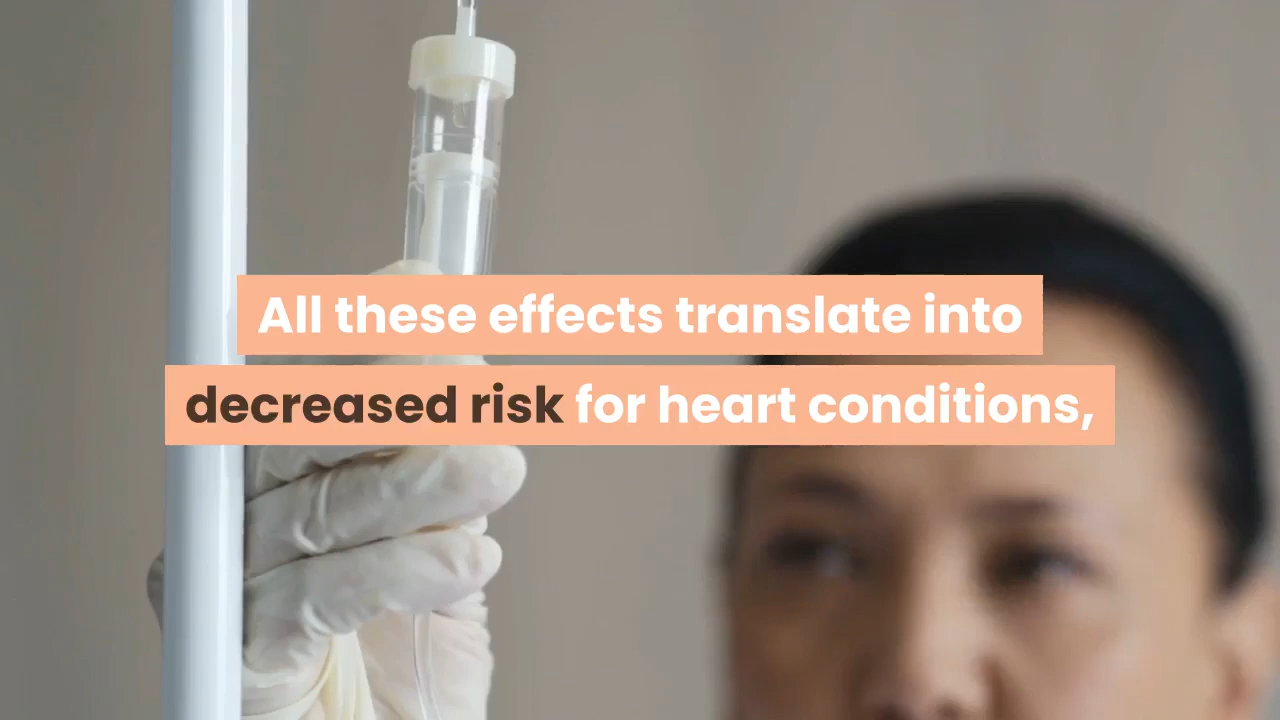 All these effects translate into
decreased risk for heart conditions,